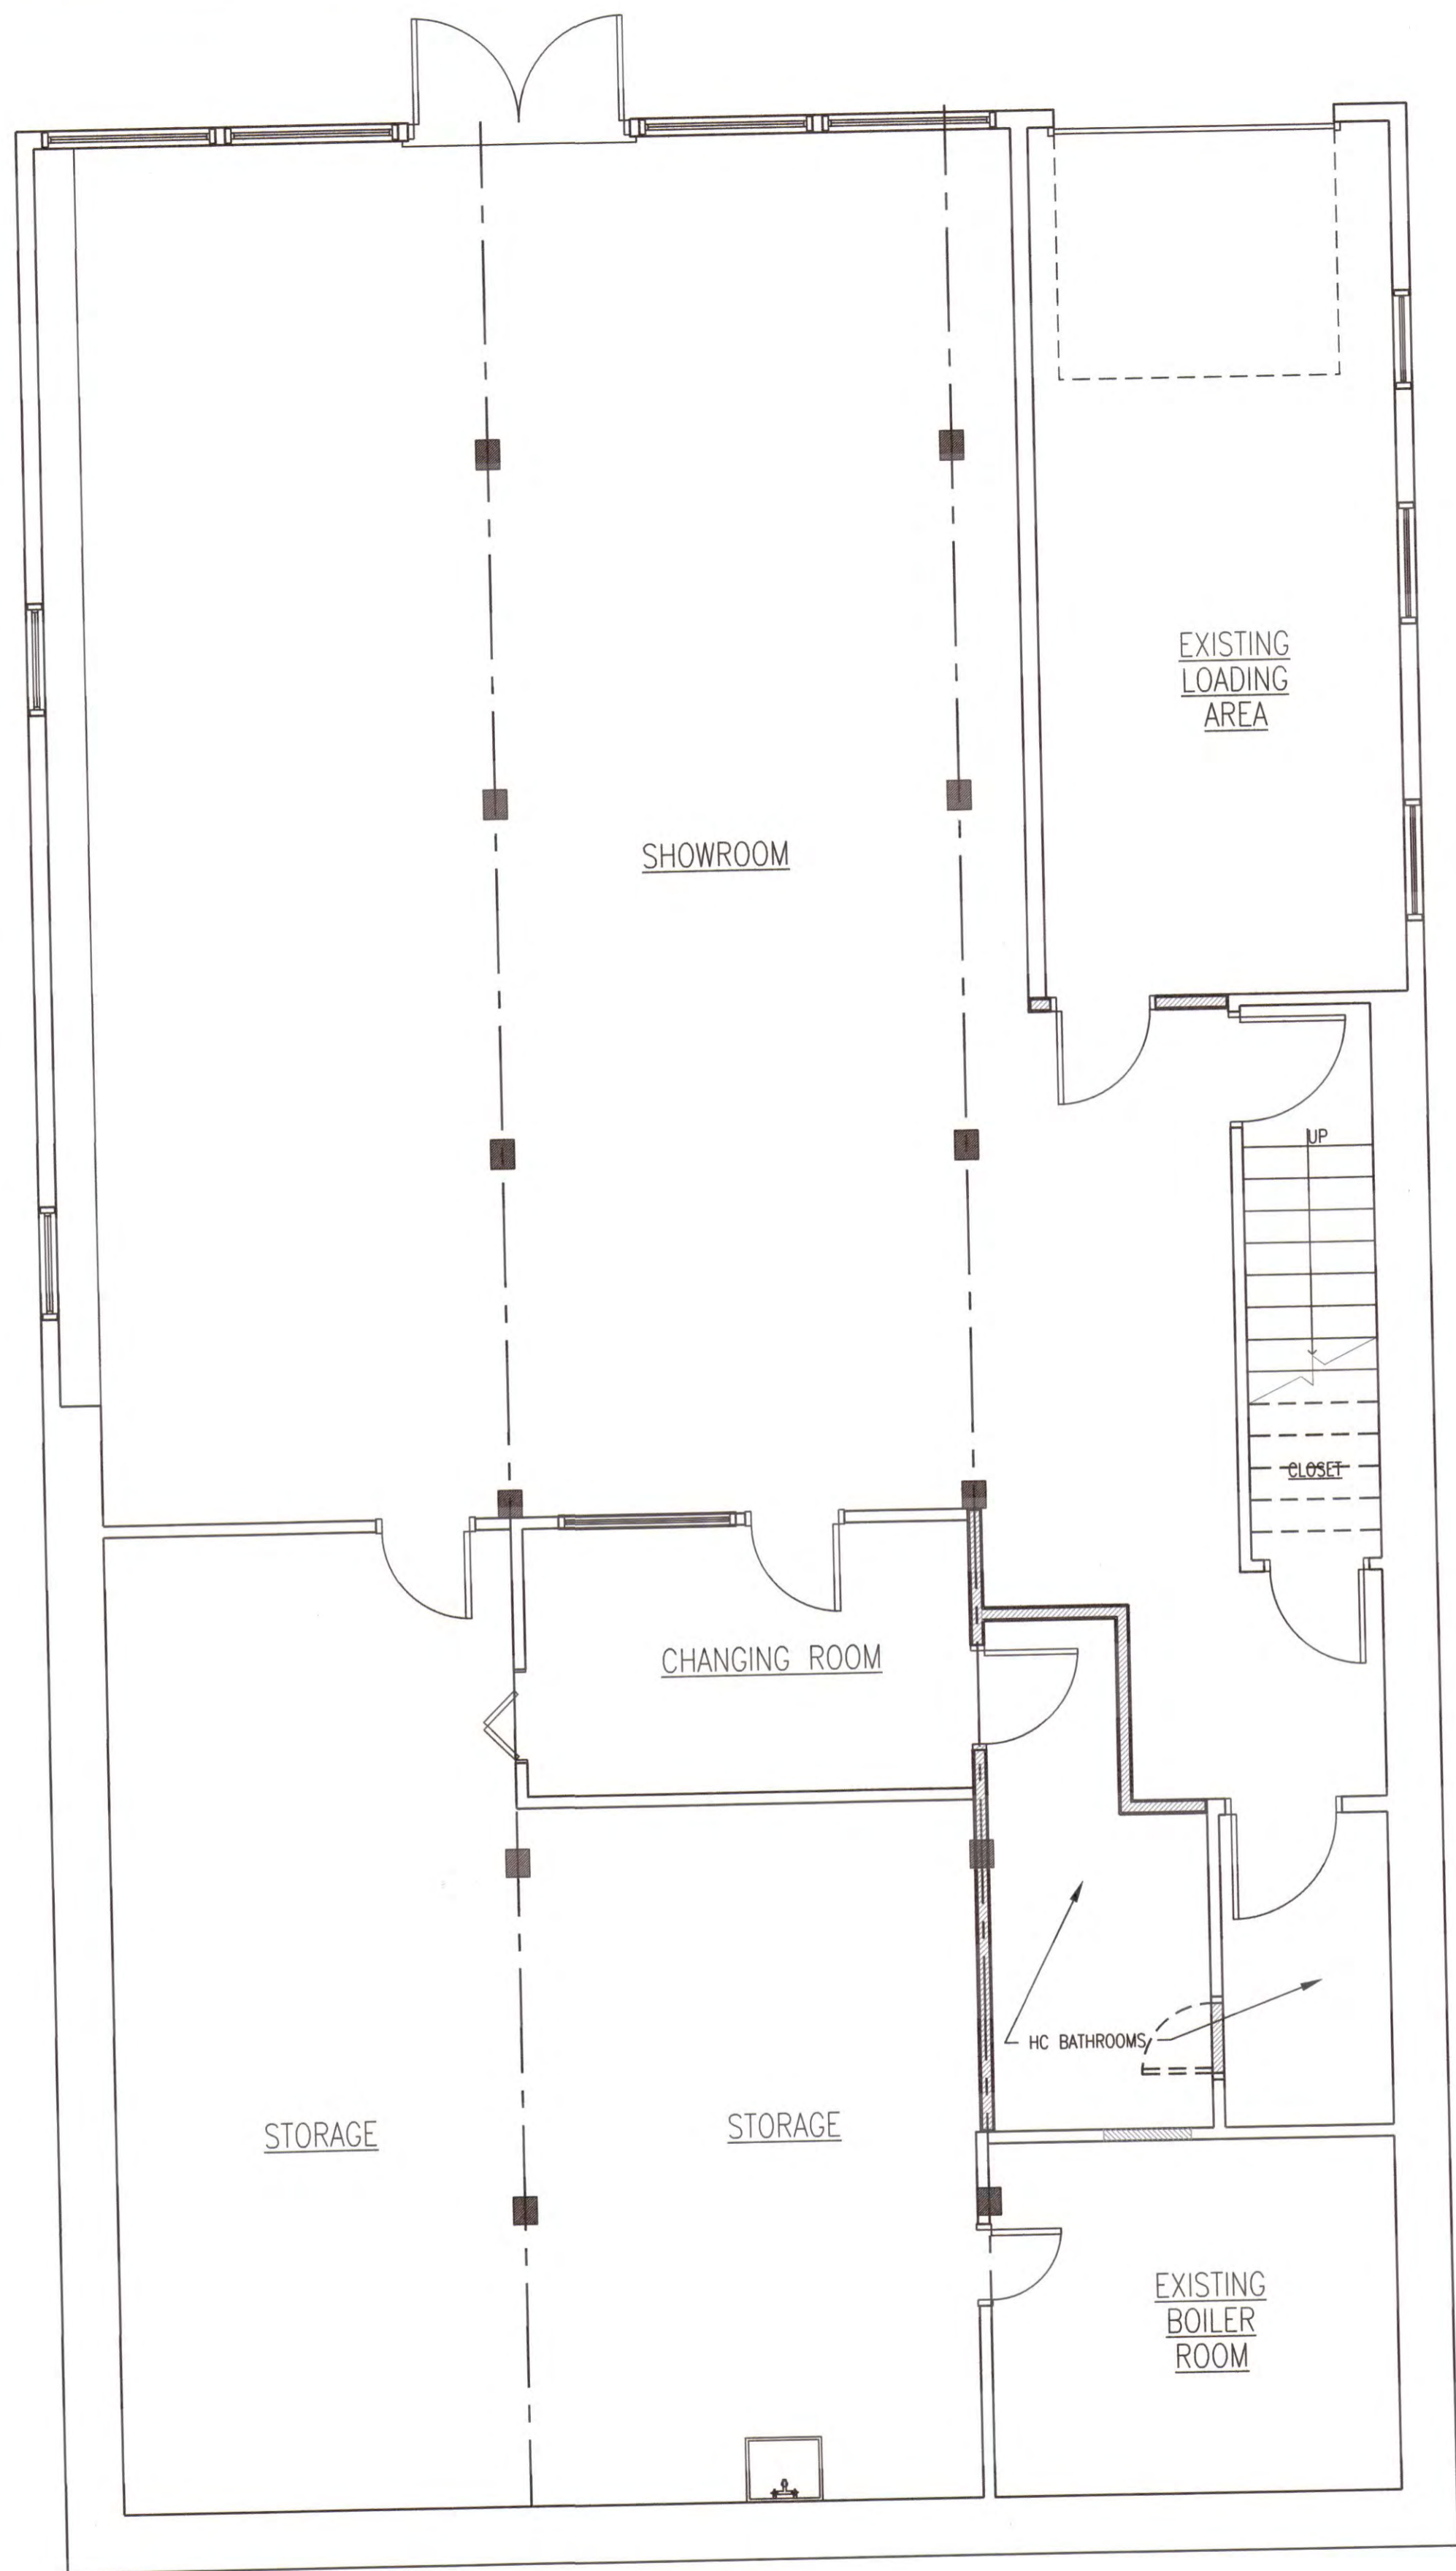 EXISTING
LOADING
AREA
SHOWROOM
UP
CLOSET
CHANGING ROOM
HC BATHROOMS
STORAGE
STORAGE
EXISTING
BOILER
ROOM